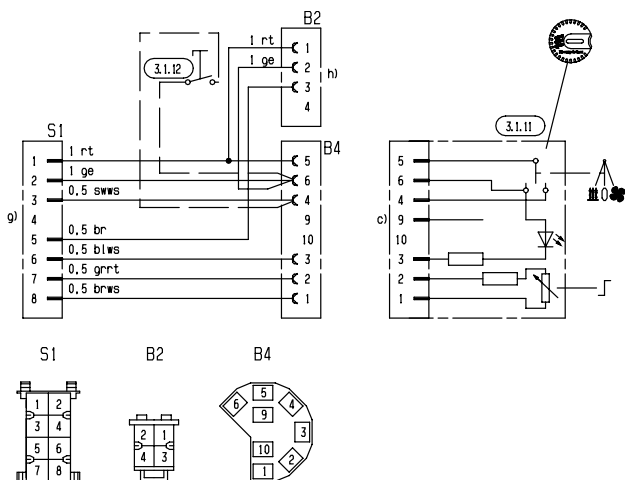 B2
1 rt 1
1 ge 2
3
4
h)
3.1.12
S1
B4
1 1 rt 5
2 1 ge 6
3 0.5 swws 4
4 9
5 0.5 br 10
6 0.5 blws 3
7 0.5 grrt 2
8 0.5 brws 1
g)
3.1.11
5
6
4
c) 9
10
3
2
1
0
S1 B2 B4
1 2
3 4
5 6
7 8
2 1
4 3
5
6 4
9
3
10
2
1